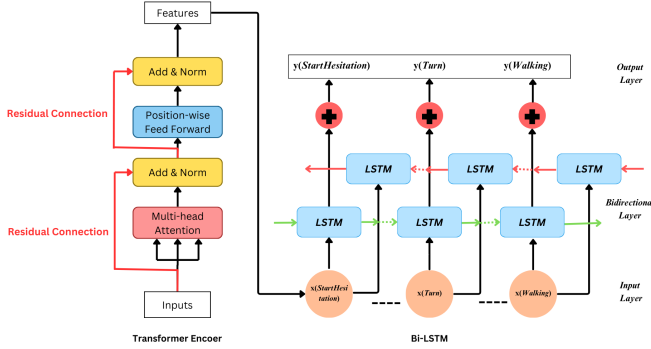 Features
Add & Norm
Residual Connection
Position-wise
Feed Forward
Add & Norm
Multi-head
Attention
Residual Connection
Inputs
Transformer Encoer
y(StartHesitation)
y(Turn)
y(Walking)
Output
Layer
LSTM
LSTM
LSTM
Bidirectiona
Layer
LSTM
LSTM
LSTM
x(StartHesi
tation)
x(Turn)
x(Walking)
Input
Layer
Bi-LSTM